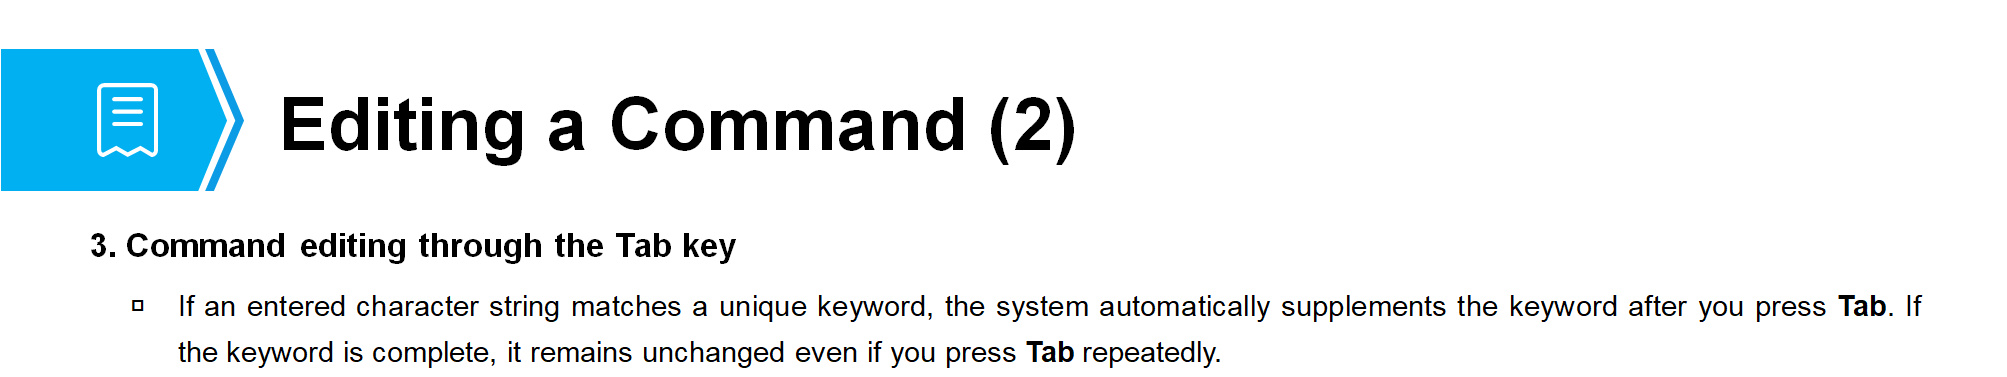 Editing a Command (2)
3. Command editing through the Tab key
▫ If an entered character string matches a unique keyword, the system automatically supplements the keyword after you press Tab. If
the keyword is complete, it remains unchanged even if you press Tab repeatedly.